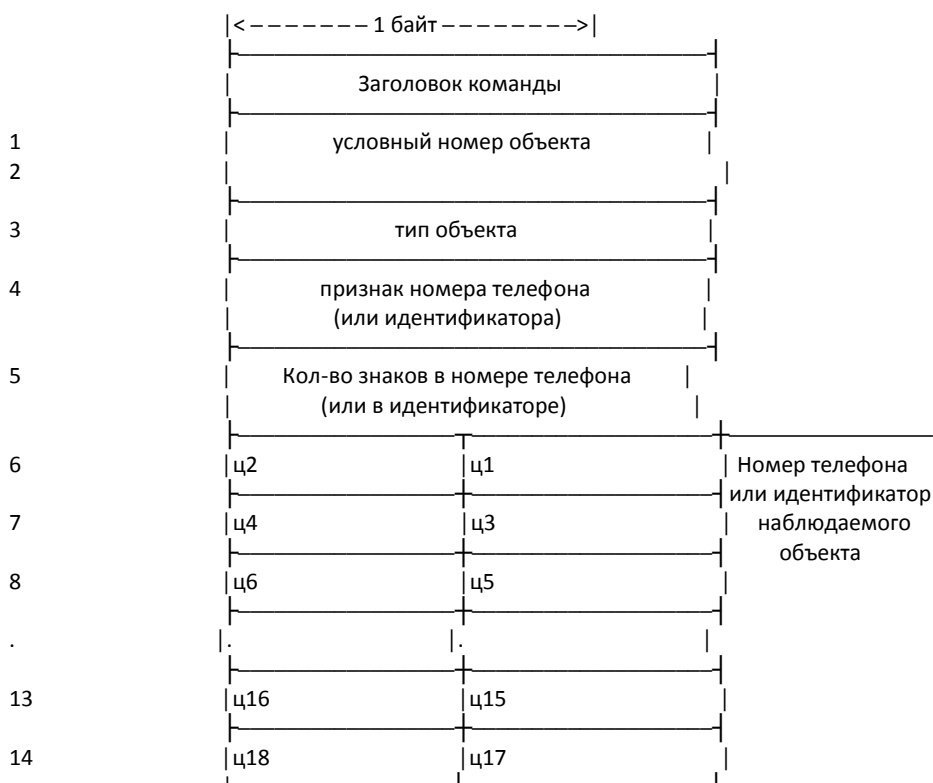 |< – – – – – – – 1 байт – – – – – – – – >|
Заголовок команды
1 условный номер объекта
2
3 тип объекта
4 признак номера телефона
(или идентификатора)
5 Кол-во знаков в номере телефона
(или в идентификаторе)
6 ц2 ц1 Номер телефона
или идентификатор
7 ц4 ц3 наблюдаемого
объекта
8 ц6 ц5
. . .
13 ц16 ц15
14 ц18 ц17